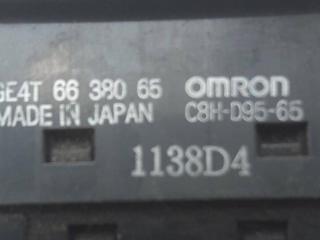 GE4T 66 380 65 OMRON
MADE IN JAPAN C8H-D95-65
1138D4